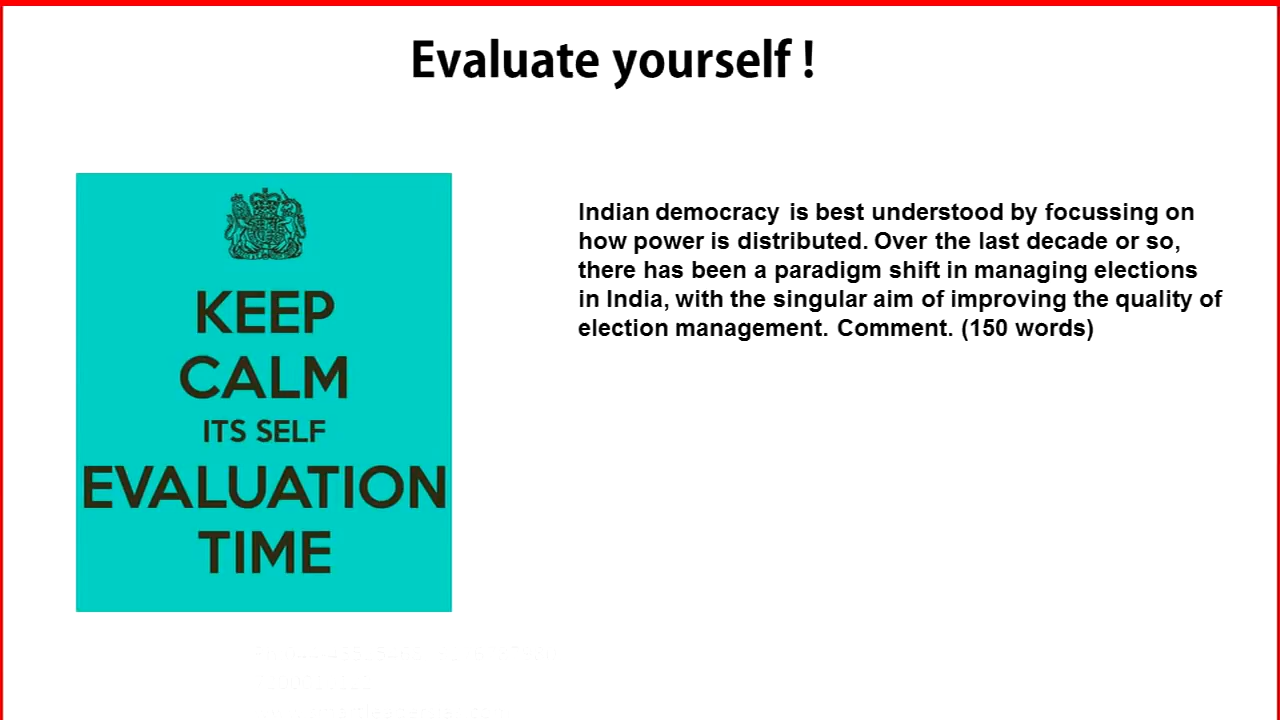 Evaluate yourself !
KEEP
CALM
ITS SELF
EVALUATION
TIME
Indian democracy is best understood by focussing on
how power is distributed. Over the last decade or so,
there has been a paradigm shift in managing elections
in India, with the singular aim of improving the quality of
election management. Comment. (150 words)